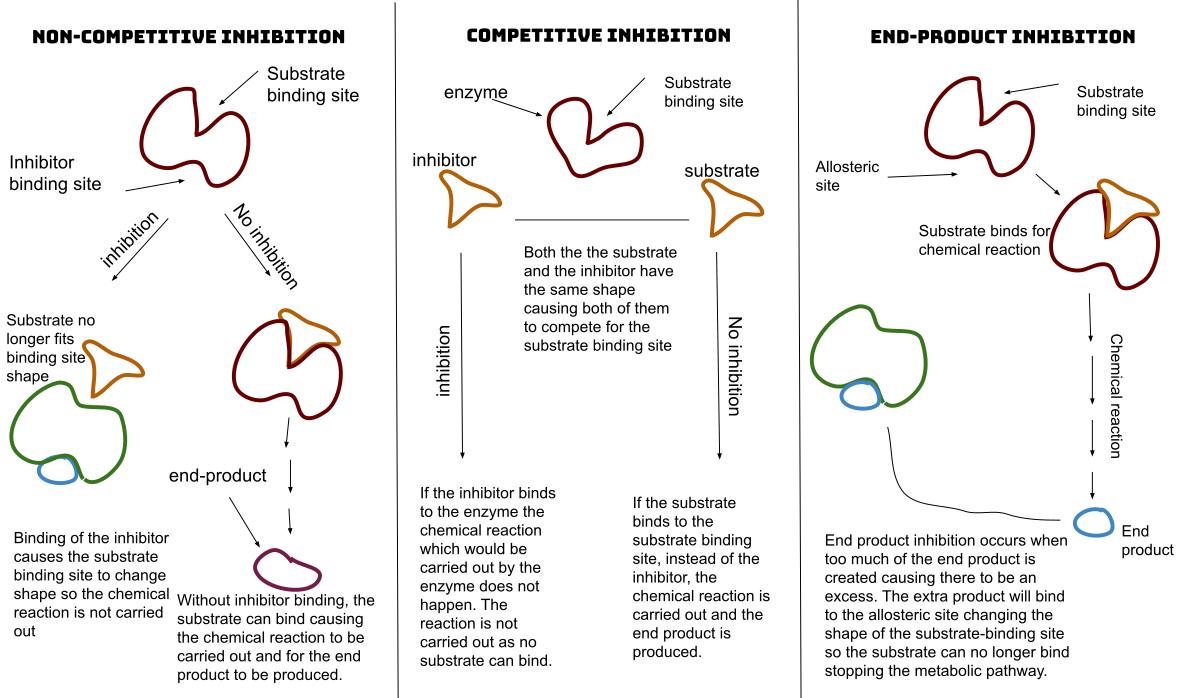 NON-COMPETITIVE INHIBITION
Substrate
binding site
Inhibitor
binding site
inhibition
No inhibition
Substrate no
longer fits
binding site
shape
end-product
Binding of the inhibitor
causes the substrate
binding site to change
shape so the chemical
reaction is not carried
out
Without inhibitor binding, the
substrate can bind causing
the chemical reaction to be
carried out and for the end
product to be produced.
COMPETITIVE INHIBITION
enzyme
Substrate
binding site
inhibitor
substrate
Both the the substrate
and the inhibitor have
the same shape
causing both of them
to compete for the
substrate binding site
inhibition
No inhibition
If the inhibitor binds
to the enzyme the
chemical reaction
which would be
carried out by the
enzyme does not
happen. The
reaction is not
carried out as no
substrate can bind.
If the substrate
binds to the
substrate binding
site, instead of the
inhibitor, the
chemical reaction is
carried out and the
end product is
produced.
END-PRODUCT INHIBITION
Substrate
binding site
Allosteric
site
Substrate binds for
chemical reaction
Chemical reaction
End
product
End product inhibition occurs when
too much of the end product is
created causing there to be an
excess. The extra product will bind
to the allosteric site changing the
shape of the substrate-binding site
so the substrate can no longer bind
stopping the metabolic pathway.